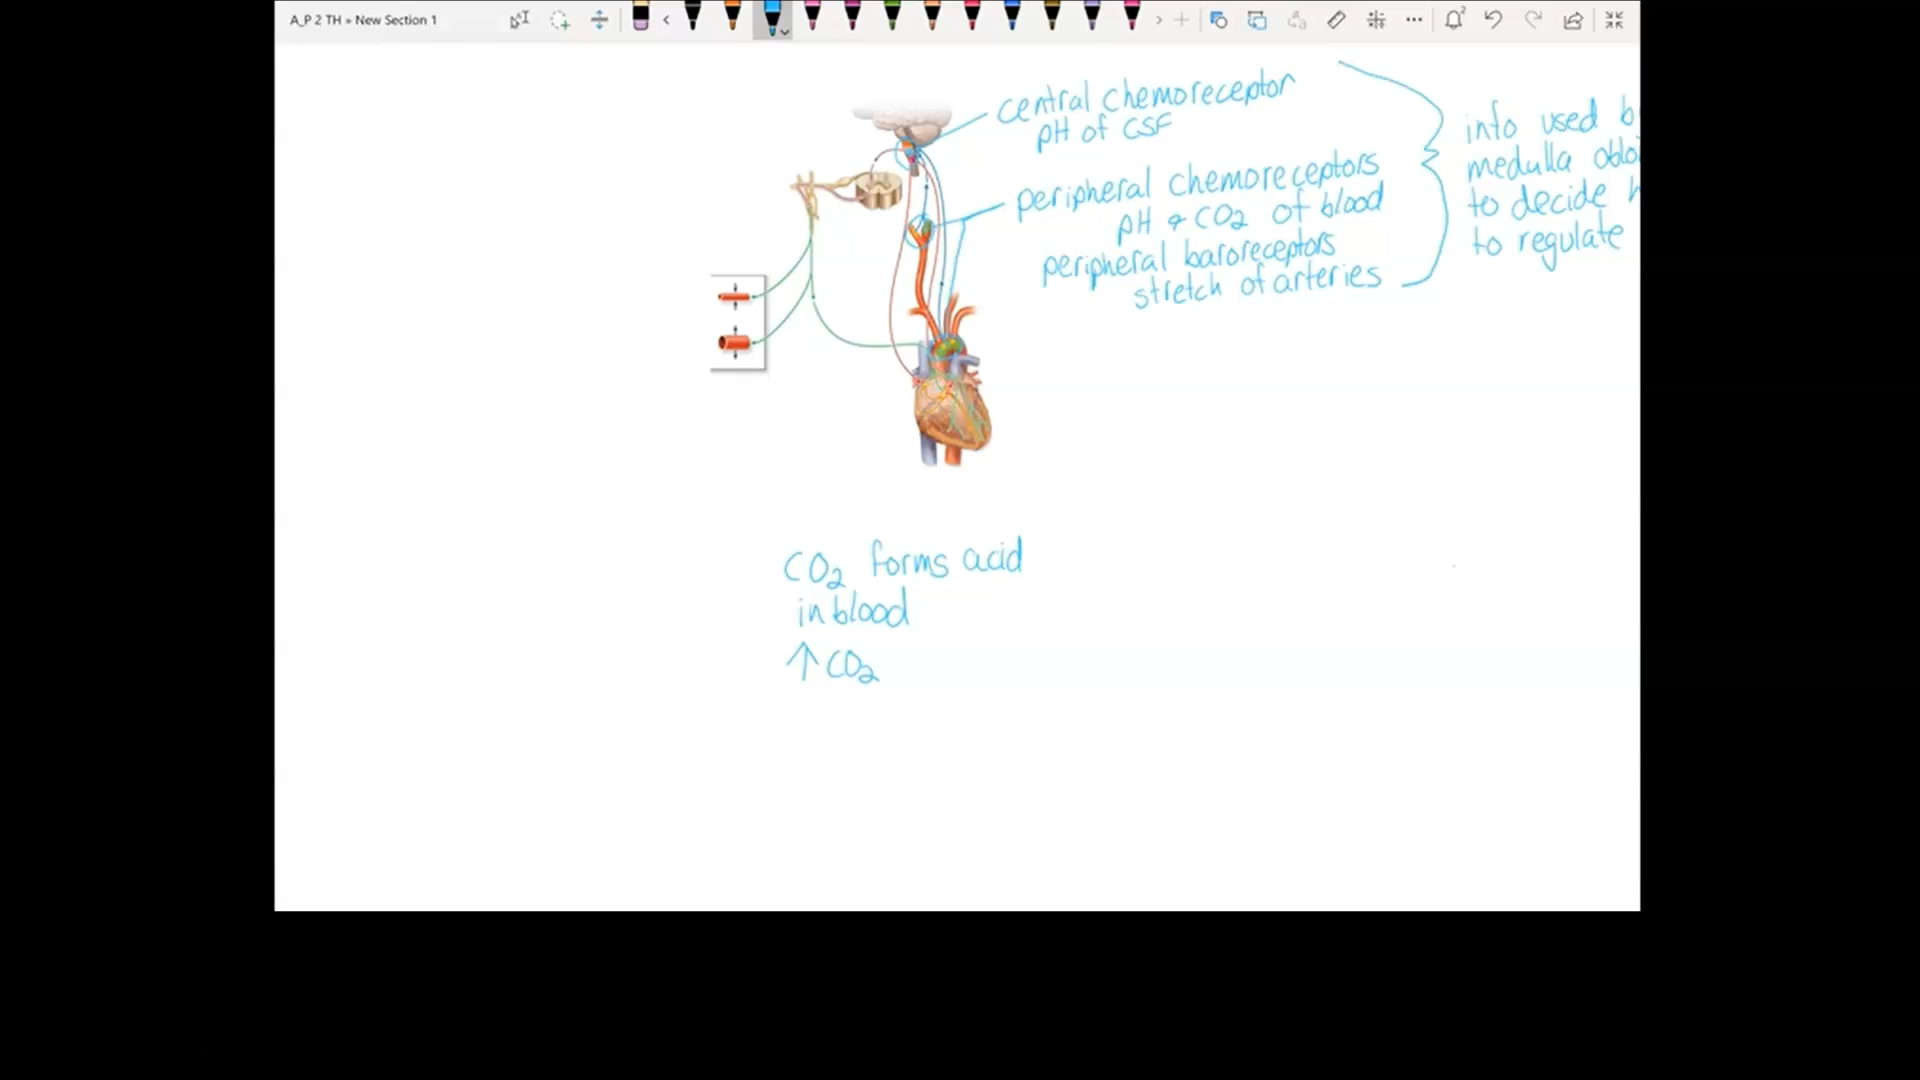 A_P 2 TH » New Section 1
central chemoreceptor
pH of CSF
peripheral chemoreceptors
pH & CO2 of blood
peripheral baroreceptors
stretch of arteries
info used b
medulla oblo
to decide
to regulate
CO2 forms acid
in blood
↑ CO2